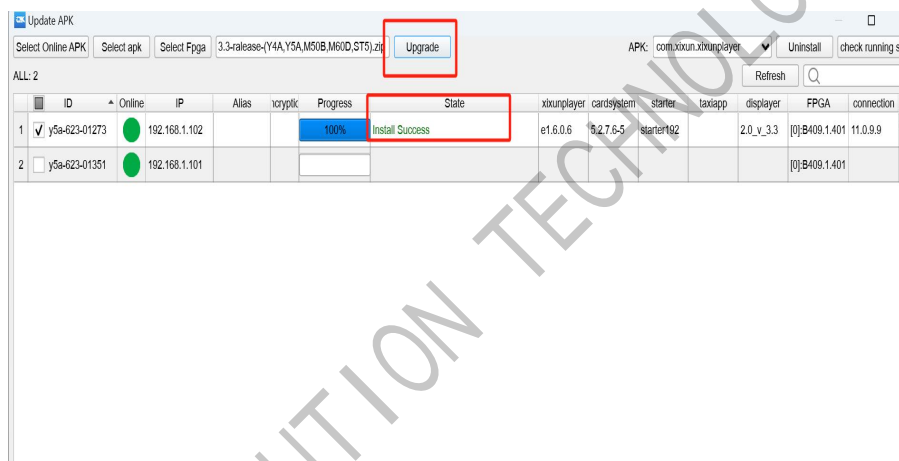 Update APK
Select Online APK Select apk Select Fpga 3.3-ralease-(Y4A,Y5A,M50B,M60D,ST5).zip Upgrade APK: com.xixun.xixunplayer Uninstall check running s
ALL: 2 Refresh
ID Online IP Alias ncryptic Progress State xixunplayer cardsystem starter taxiapp displayer FPGA connection
1 y5a-623-01273 192.168.1.102 100% Install Success e1.6.0.6 5.2.7.6-5 starter192 2.0_v_3.3 [0]:B409.1.401 11.0.9.9
2 y5a-623-01351 192.168.1.101 [0]:B409.1.401
UTION TECHNOLO